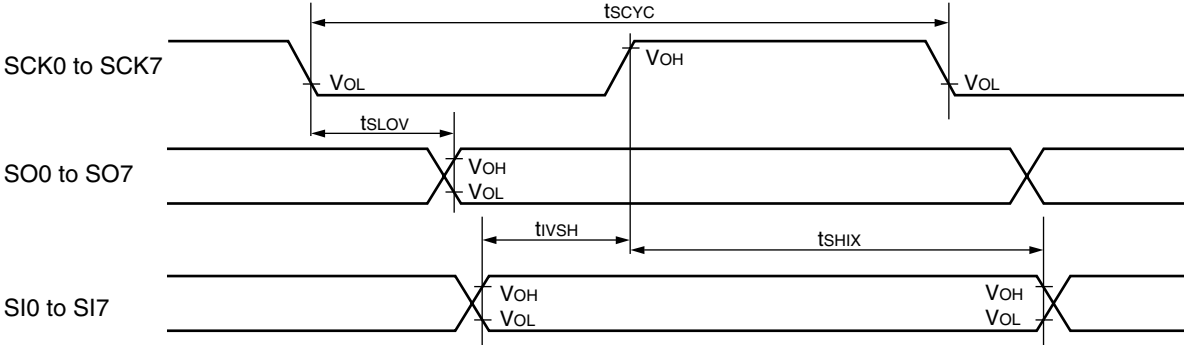 tSCYC
SCK0 to SCK7
VOL
VOH
VOL
tSLOV
SO0 to SO7
VOH
VOL
tIVSH
tSHIX
SI0 to SI7
VOH
VOL
VOH
VOL